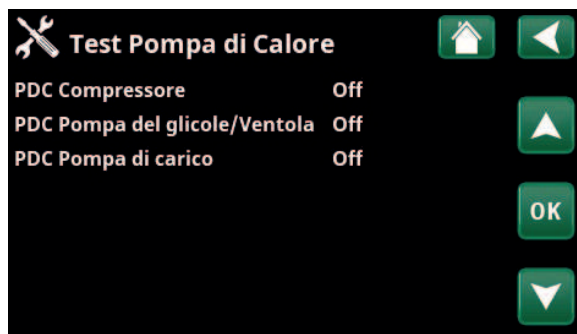 Test Pompa di Calore
PDC Compressore Off
PDC Pompa del glicole/Ventola Off
PDC Pompa di carico Off
OK